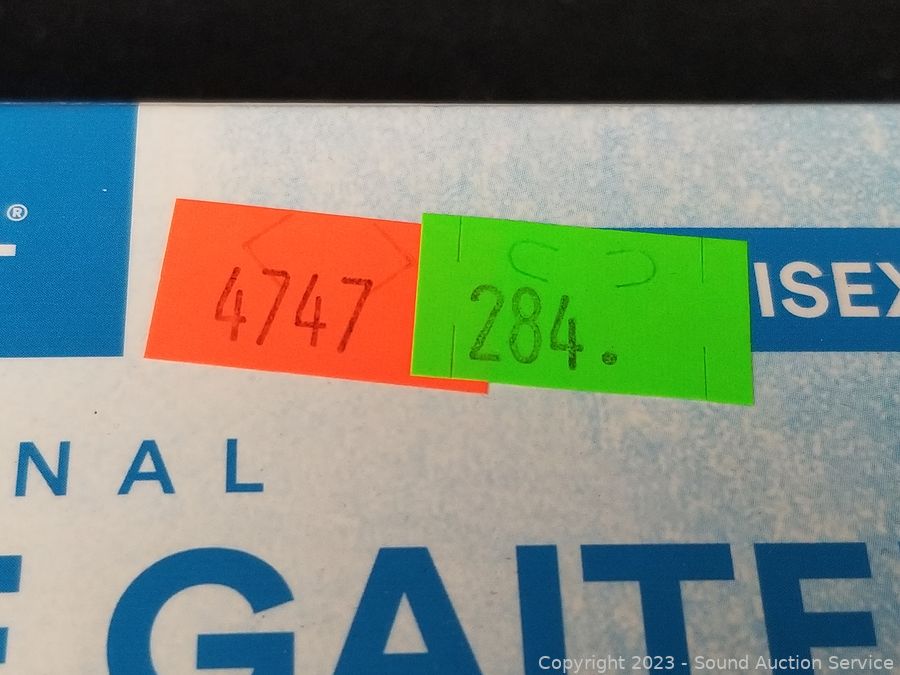 ®
4747
284.
ISEX
NAL
GAITE
Copyright 2023 - Sound Auction Service